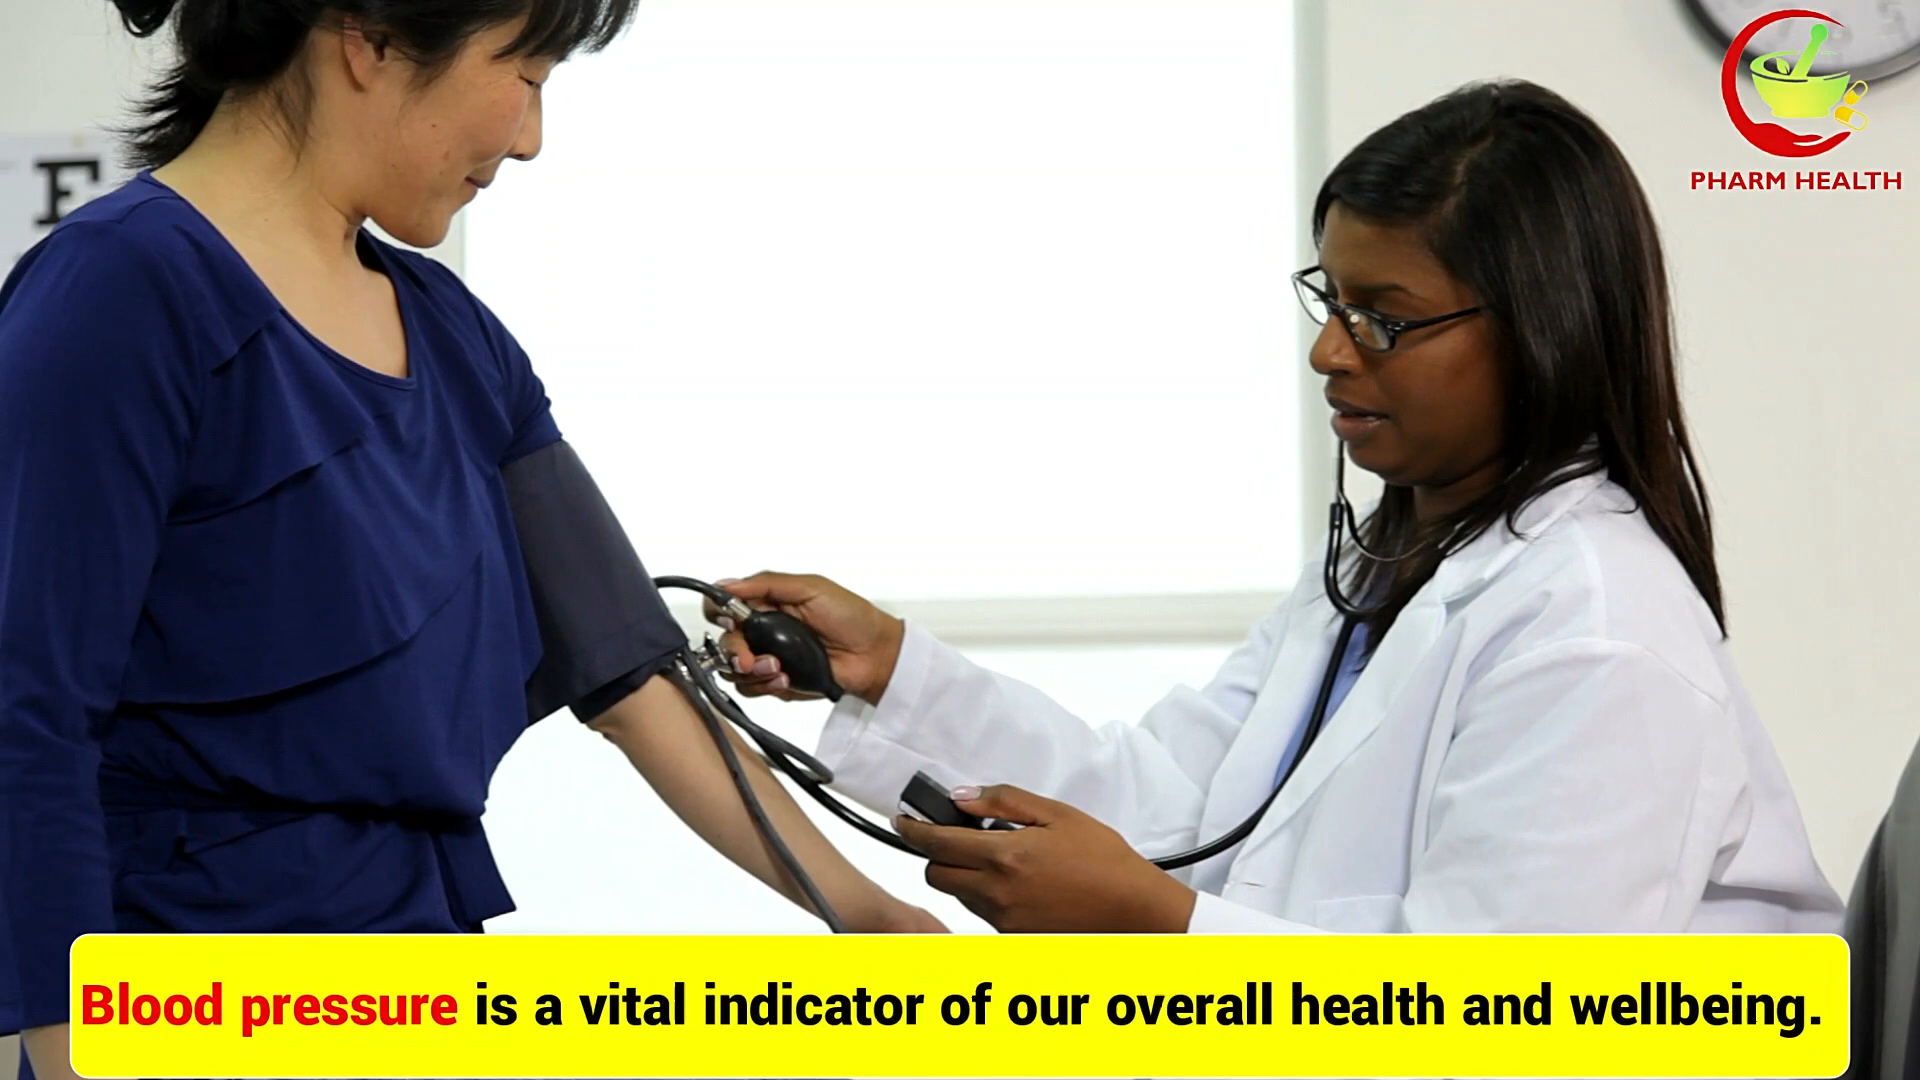 PHARM HEALTH
E
Blood pressure is a vital indicator of our overall health and wellbeing.